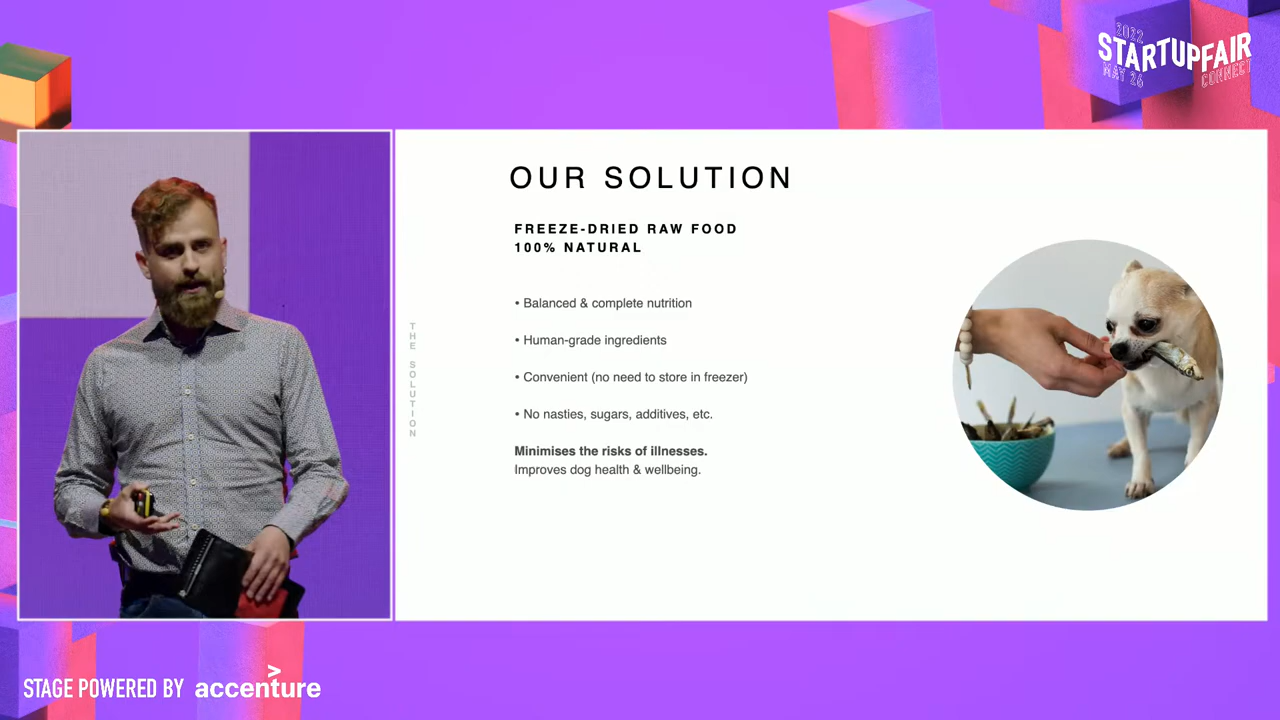 2022
STARTUPFAIR
MAY 26
CONNECT
OUR SOLUTION
FREEZE-DRIED RAW FOOD
100% NATURAL
• Balanced & complete nutrition
• Human-grade ingredients
• Convenient (no need to store in freezer)
• No nasties, sugars, additives, etc.
Minimises the risks of illnesses.
Improves dog health & wellbeing.
THE SOLUTION
STAGE POWERED BY accenture